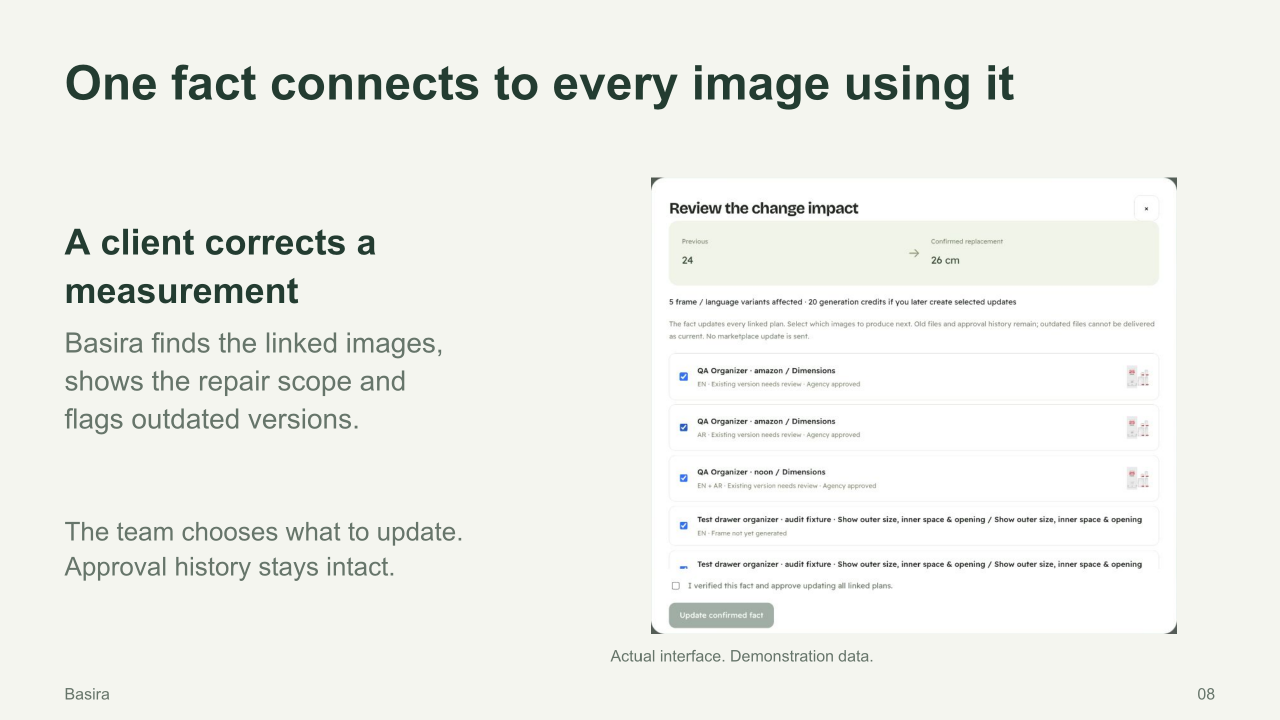 One fact connects to every image using it
A client corrects a
measurement
Basira finds the linked images,
shows the repair scope and
flags outdated versions.
The team chooses what to update.
Approval history stays intact.
Review the change impact
×
Previous
24
→
Confirmed replacement
26 cm
5 frame / language variants affected · 20 generation credits if you later create selected updates
The fact updates every linked plan. Select which images to produce next. Old files and approval history remain; outdated files cannot be delivered
as current. No marketplace update is sent.
QA Organizer · amazon / Dimensions
EN · Existing version needs review · Agency approved
QA Organizer · amazon / Dimensions
AR · Existing version needs review · Agency approved
QA Organizer · noon / Dimensions
EN + AR · Existing version needs review · Agency approved
Test drawer organizer · audit fixture · Show outer size, inner space & opening / Show outer size, inner space & opening
EN · Frame not yet generated
Test drawer organizer · audit fixture · Show outer size, inner space & opening / Show outer size, inner space & opening
I verified this fact and approve updating all linked plans.
Update confirmed fact
Actual interface. Demonstration data.
Basira
08